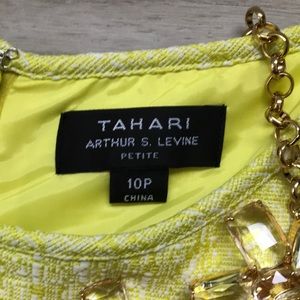 TAHARI
ARTHUR S. LEVINE
PETITE
10P
CHINA